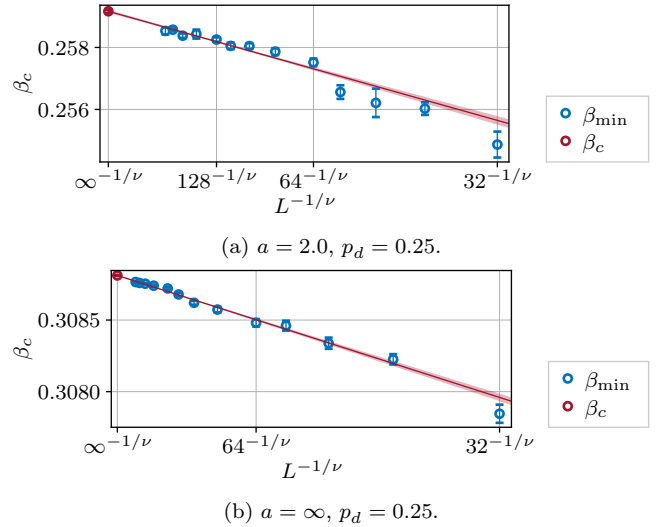 0.258
0.256
β_c
∞^{-1/ν} 128^{-1/ν} 64^{-1/ν} 32^{-1/ν}
L^{-1/ν}
β_min
β_c
(a) a = 2.0, p_d = 0.25.
0.3085
0.3080
β_c
∞^{-1/ν} 64^{-1/ν} 32^{-1/ν}
L^{-1/ν}
β_min
β_c
(b) a = ∞, p_d = 0.25.